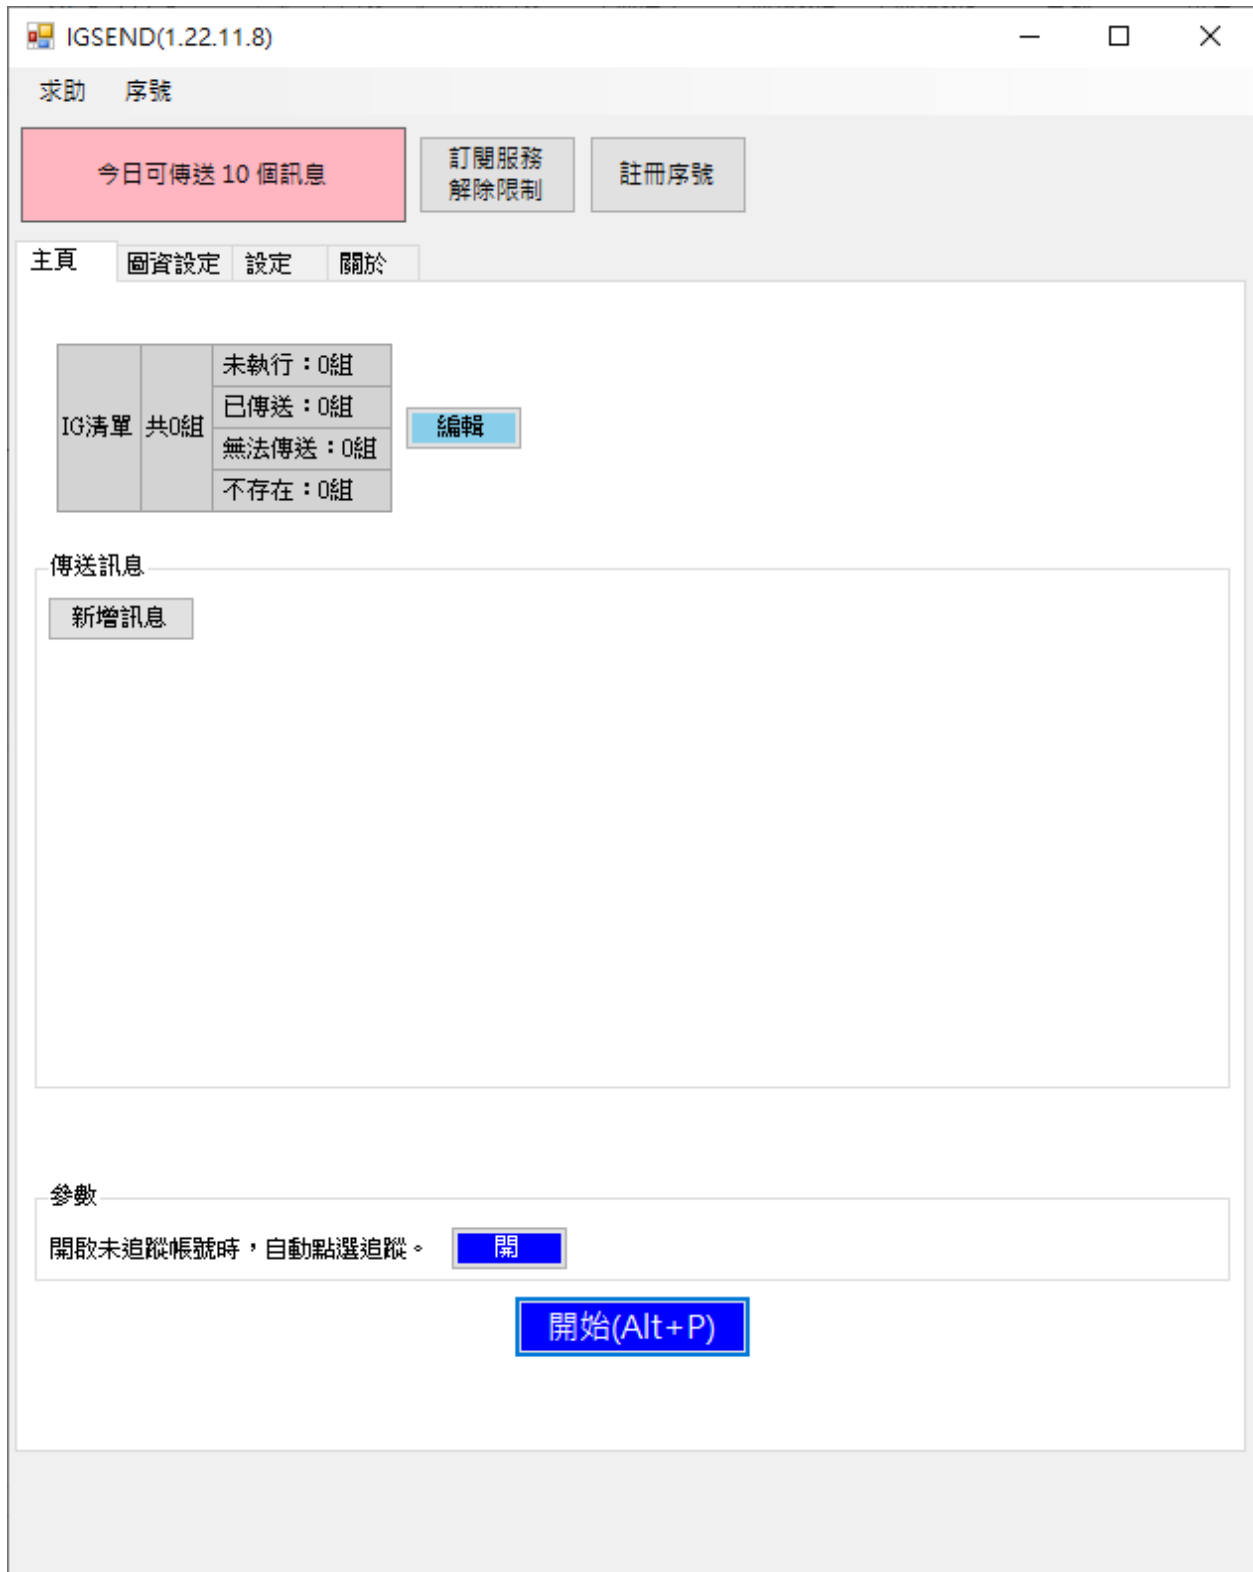 IGSEND(1.22.11.8)
求助 序號
今日可傳送 10 個訊息
訂閱服務
解除限制
註冊序號
主頁 圖資設定 設定 關於
IG清單 共0組
未執行：0組
已傳送：0組
無法傳送：0組
不存在：0組
編輯
傳送訊息
新增訊息
參數
開啟未追蹤帳號時，自動點選追蹤。 開
開始(Alt+P)